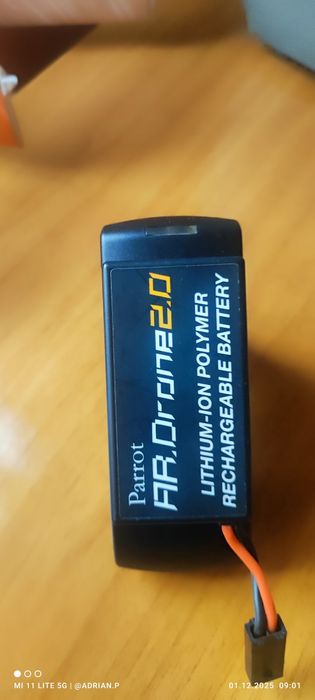 Parrot
AR.Drone2.0
LITHIUM-ION POLYMER
RECHARGEABLE BATTERY
MI 11 LITE 5G | @ADRIAN.P
01.12.2025 09:01